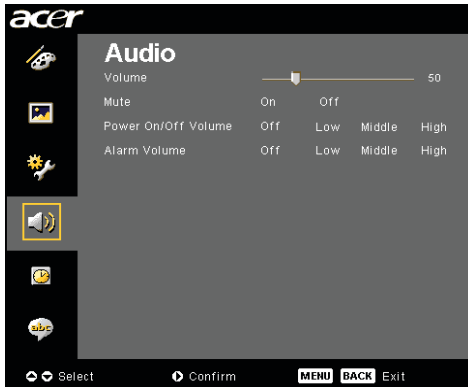 acer
Audio
Volume 50
Mute On Off
Power On/Off Volume Off Low Middle High
Alarm Volume Off Low Middle High
abc
Select Confirm MENU BACK Exit